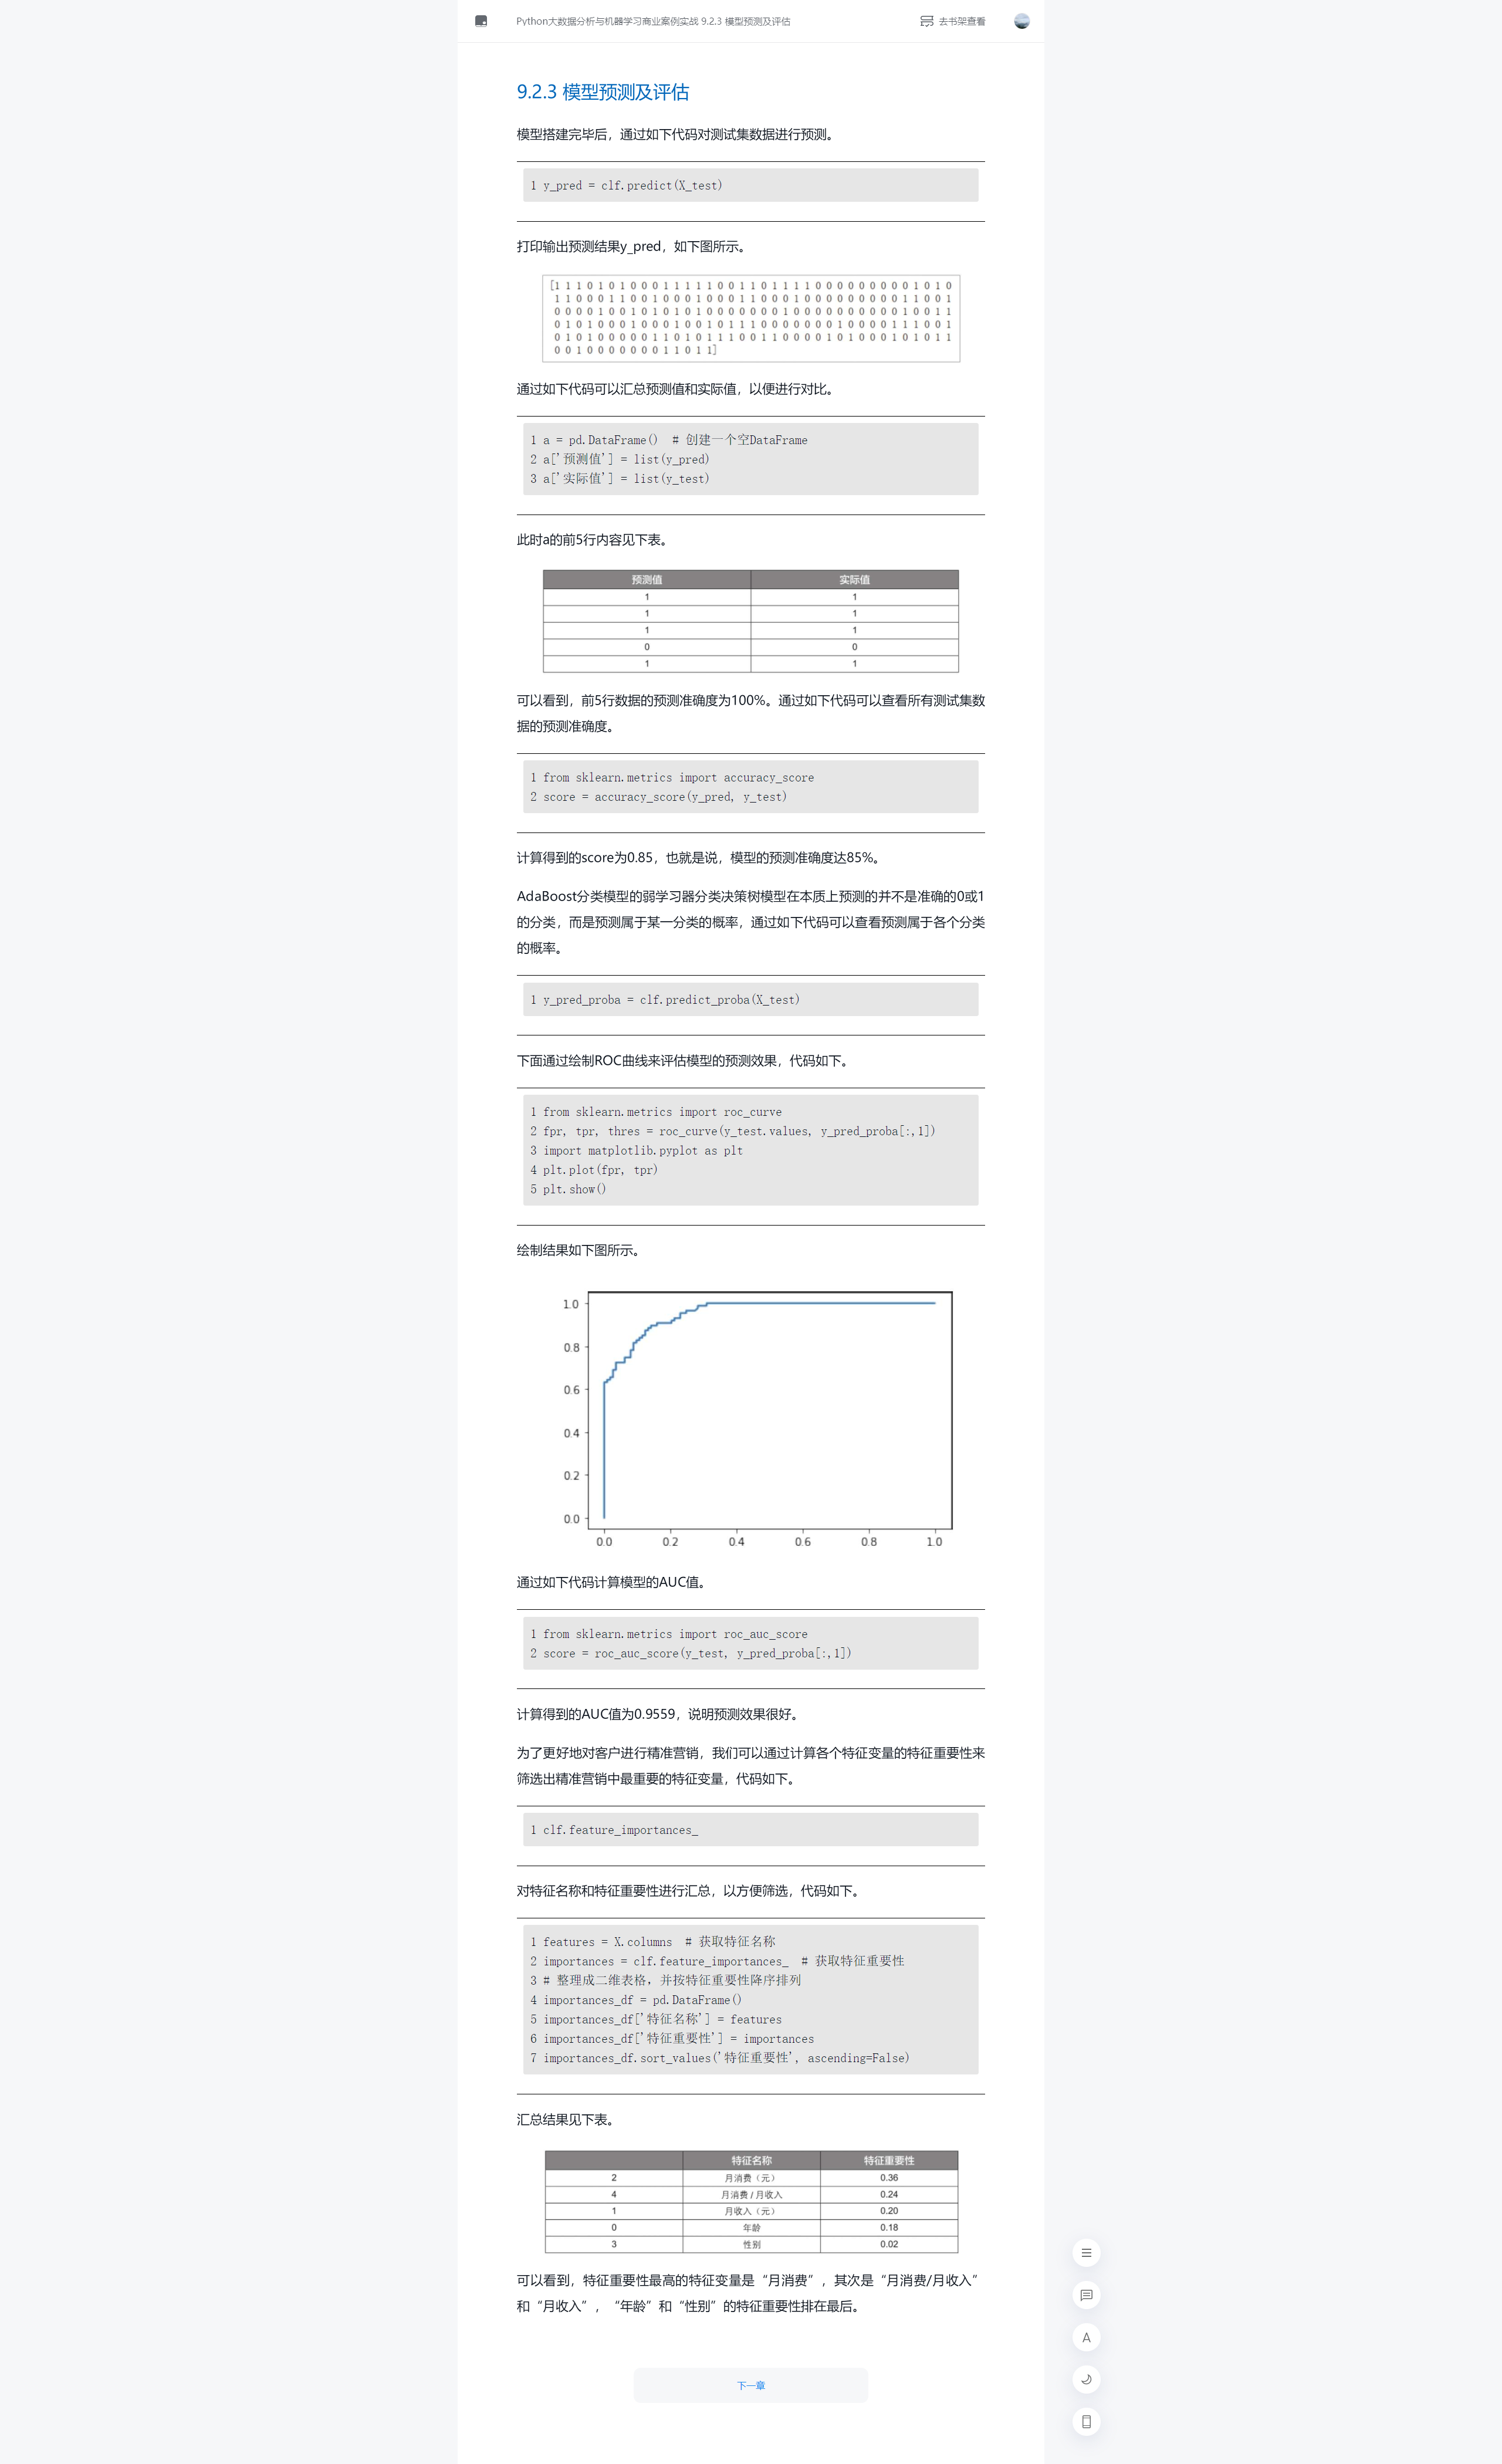 Python大数据分析与机器学习商业案例实战 9.2.3 模型预测及评估
去书架查看
9.2.3 模型预测及评估
模型搭建完毕后，通过如下代码对测试集数据进行预测。
1 y_pred = clf.predict(X_test)
打印输出预测结果y_pred，如下图所示。
[1 1 1 0 1 0 1 0 0 0 1 1 1 1 1 0 0 1 1 0 1 1 1 1 0 0 0 0 0 0 0 0 0 1 0 1 0
1 1 0 0 0 1 1 0 0 1 0 0 0 1 0 0 0 1 1 0 0 0 1 0 0 0 0 0 0 0 0 0 1 1 0 0 1
0 0 0 0 1 0 0 1 0 1 0 1 0 1 0 0 0 0 0 0 0 1 0 0 0 0 0 0 0 0 0 0 1 0 0 1 1
0 1 0 1 0 0 0 1 0 0 0 1 0 0 1 0 1 1 1 0 0 0 0 0 0 0 1 0 0 0 0 1 1 1 0 0 1
0 1 0 1 0 0 0 0 0 1 1 0 1 0 1 1 1 0 0 1 1 0 0 0 0 1 0 1 0 0 0 1 0 1 0 1 1
0 0 1 0 0 0 0 0 0 0 1 1 0 1 1]
通过如下代码可以汇总预测值和实际值，以便进行对比。
1 a = pd.DataFrame()  # 创建一个空DataFrame
2 a['预测值'] = list(y_pred)
3 a['实际值'] = list(y_test)
此时a的前5行内容见下表。
预测值 实际值
1 1
1 1
1 1
0 0
1 1
可以看到，前5行数据的预测准确度为100%。通过如下代码可以查看所有测试集数
据的预测准确度。
1 from sklearn.metrics import accuracy_score
2 score = accuracy_score(y_pred, y_test)
计算得到的score为0.85，也就是说，模型的预测准确度达85%。
AdaBoost分类模型的弱学习器分类决策树模型在本质上预测的并不是准确的0或1
的分类，而是预测属于某一分类的概率，通过如下代码可以查看预测属于各个分类
的概率。
1 y_pred_proba = clf.predict_proba(X_test)
下面通过绘制ROC曲线来评估模型的预测效果，代码如下。
1 from sklearn.metrics import roc_curve
2 fpr, tpr, thres = roc_curve(y_test.values, y_pred_proba[:,1])
3 import matplotlib.pyplot as plt
4 plt.plot(fpr, tpr)
5 plt.show()
绘制结果如下图所示。
1.0
0.8
0.6
0.4
0.2
0.0
0.0 0.2 0.4 0.6 0.8 1.0
通过如下代码计算模型的AUC值。
1 from sklearn.metrics import roc_auc_score
2 score = roc_auc_score(y_test, y_pred_proba[:,1])
计算得到的AUC值为0.9559，说明预测效果很好。
为了更好地对客户进行精准营销，我们可以通过计算各个特征变量的特征重要性来
筛选出精准营销中最重要的特征变量，代码如下。
1 clf.feature_importances_
对特征名称和特征重要性进行汇总，以方便筛选，代码如下。
1 features = X.columns  # 获取特征名称
2 importances = clf.feature_importances_  # 获取特征重要性
3 # 整理成二维表格，并按特征重要性降序排列
4 importances_df = pd.DataFrame()
5 importances_df['特征名称'] = features
6 importances_df['特征重要性'] = importances
7 importances_df.sort_values('特征重要性', ascending=False)
汇总结果见下表。
特征名称 特征重要性
2 月消费（元） 0.36
4 月消费 / 月收入 0.24
1 月收入（元） 0.20
0 年龄 0.18
3 性别 0.02
可以看到，特征重要性最高的特征变量是“月消费”，其次是“月消费/月收入”
和“月收入”，“年龄”和“性别”的特征重要性排在最后。
下一章
A